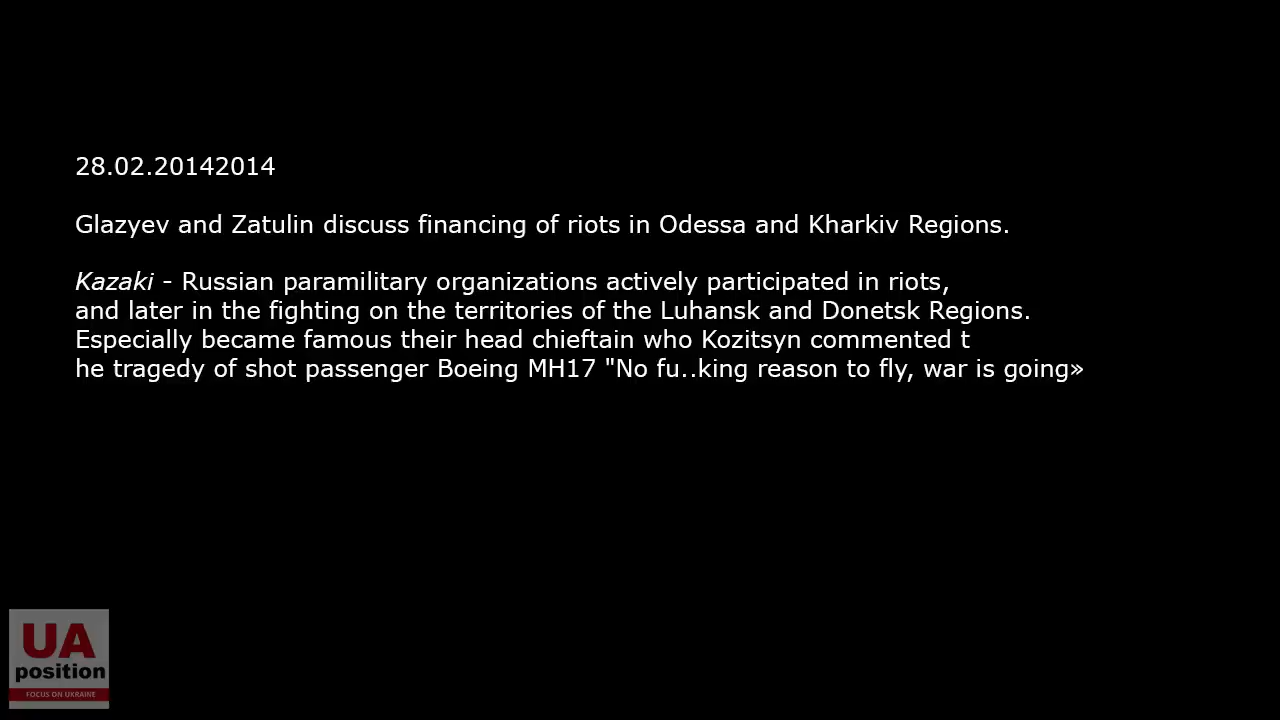 28.02.20142014
Glazyev and Zatulin discuss financing of riots in Odessa and Kharkiv Regions.
Kazaki - Russian paramilitary organizations actively participated in riots,
and later in the fighting on the territories of the Luhansk and Donetsk Regions.
Especially became famous their head chieftain who Kozitsyn commented t
he tragedy of shot passenger Boeing MH17 "No fu..king reason to fly, war is going»
UA
position
FOCUS ON UKRAINE